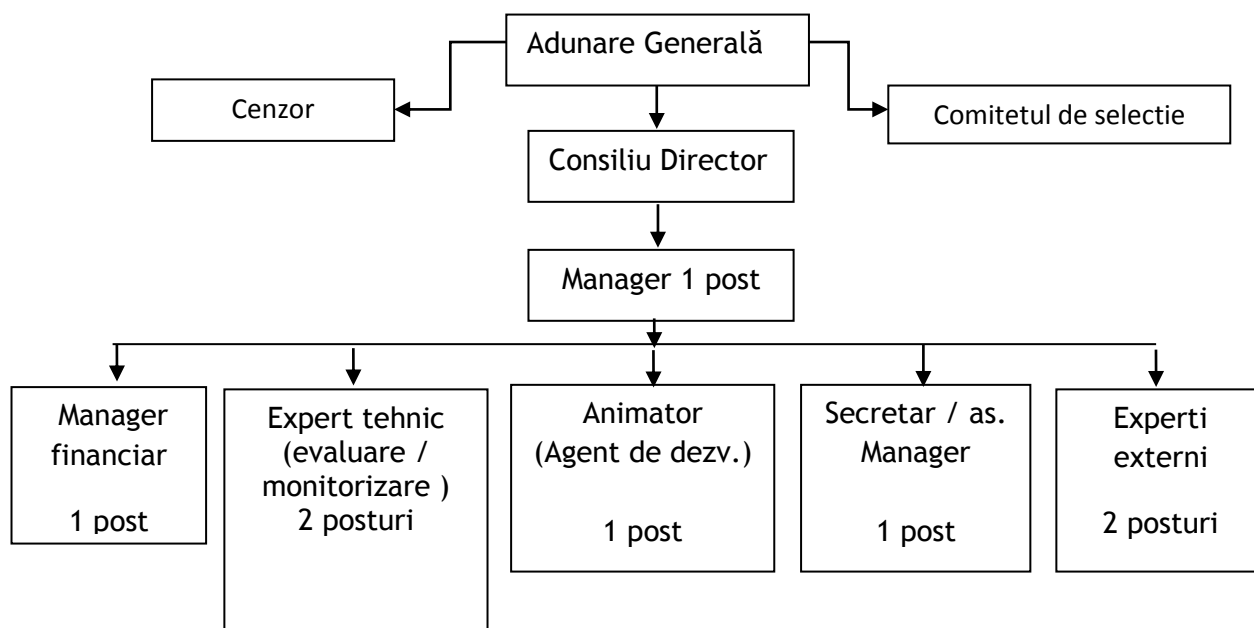 Adunare Generală
Cenzor
Comitetul de selectie
Consiliu Director
Manager 1 post
Manager
financiar
1 post
Expert tehnic
(evaluare /
monitorizare )
2 posturi
Animator
(Agent de dezv.)
1 post
Secretar / as.
Manager
1 post
Experti
externi
2 posturi